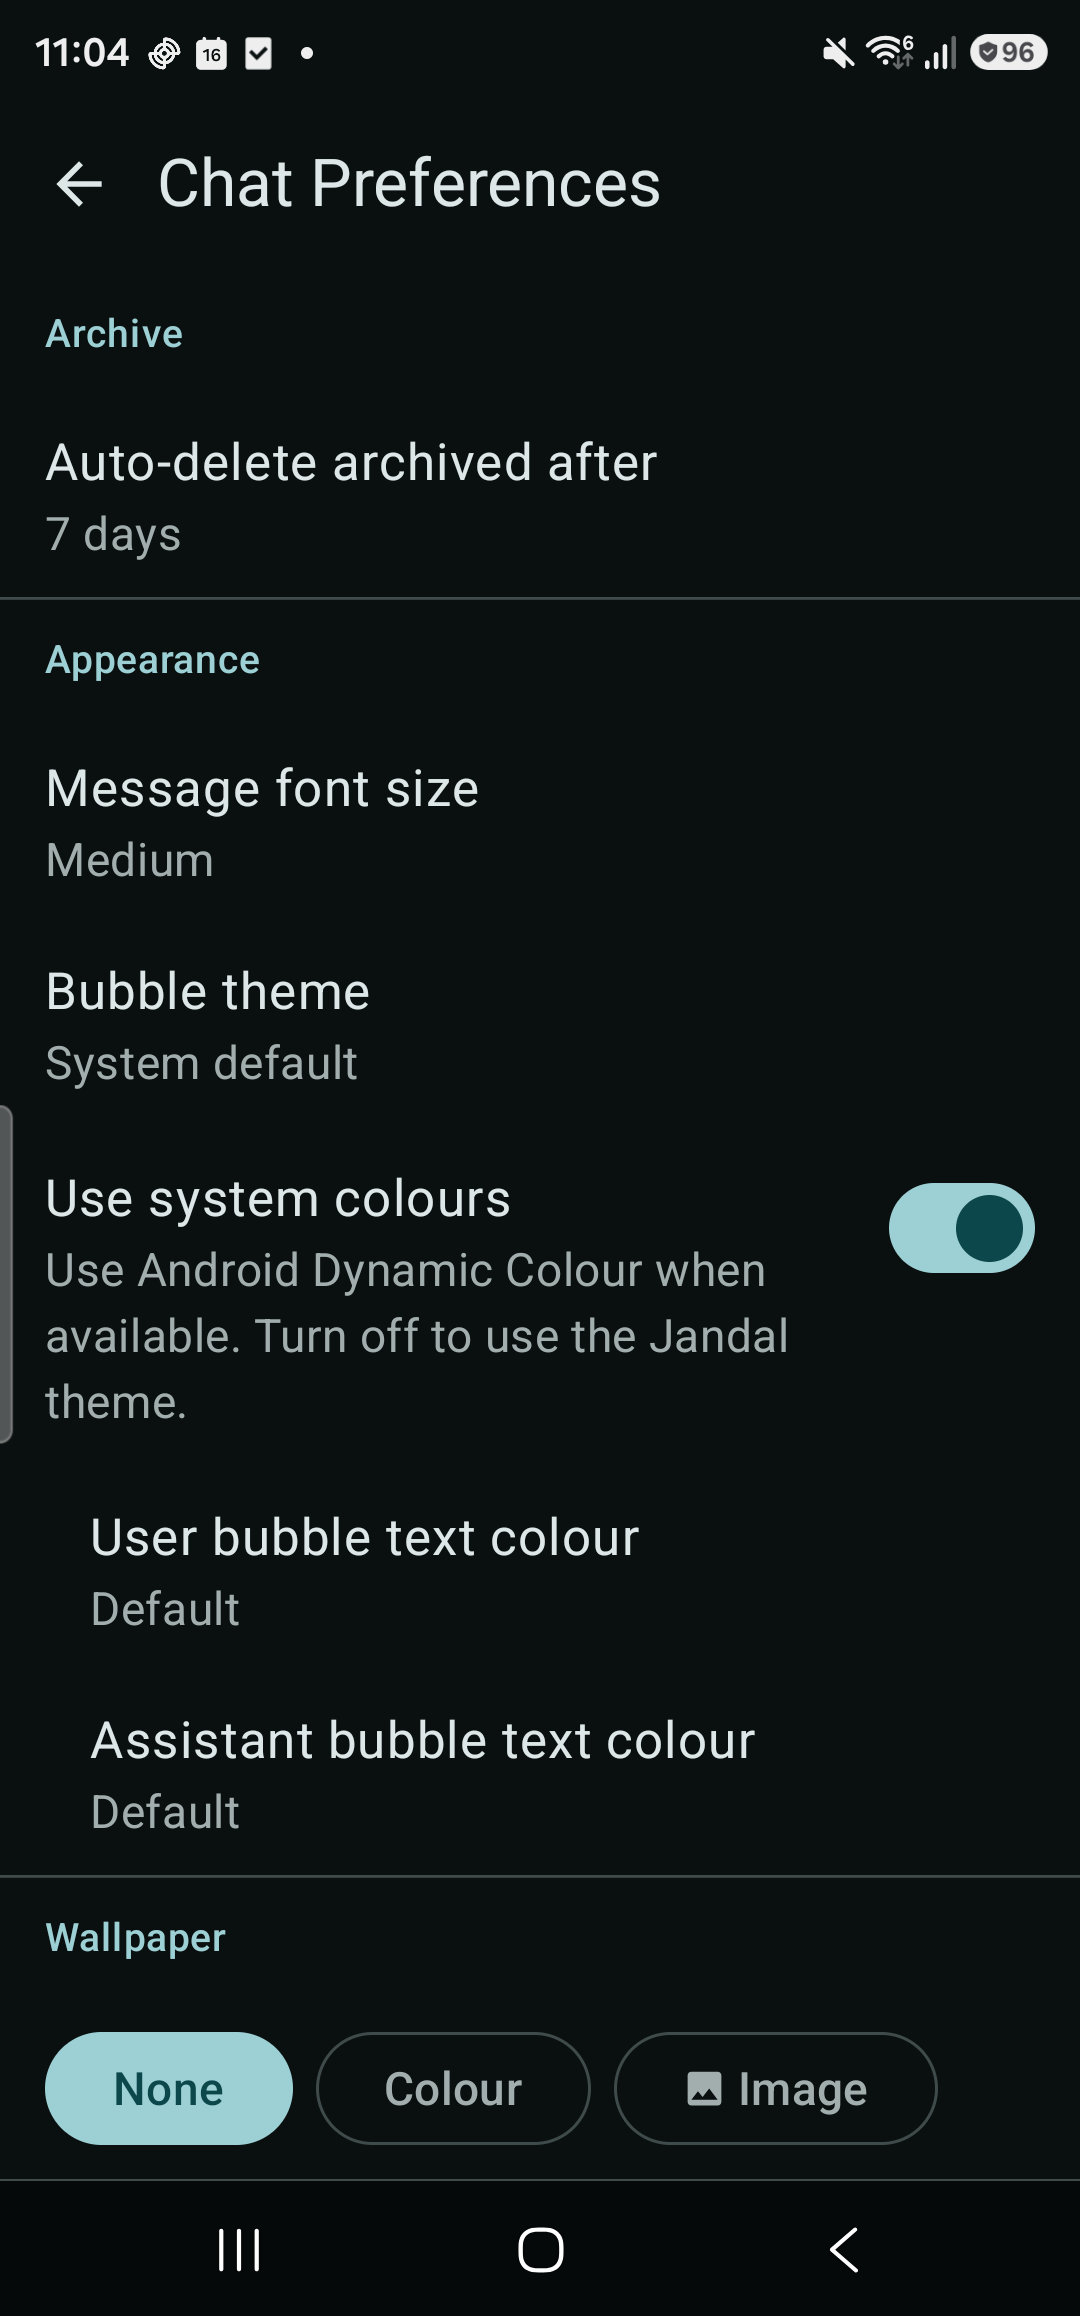 11:04
16
6
96
Chat Preferences
Archive
Auto-delete archived after
7 days
Appearance
Message font size
Medium
Bubble theme
System default
Use system colours
Use Android Dynamic Colour when
available. Turn off to use the Jandal
theme.
User bubble text colour
Default
Assistant bubble text colour
Default
Wallpaper
None
Colour
Image